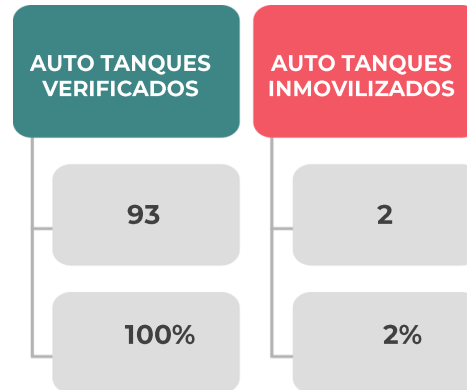 AUTO TANQUES
VERIFICADOS
93
100%
AUTO TANQUES
INMOVILIZADOS
2
2%